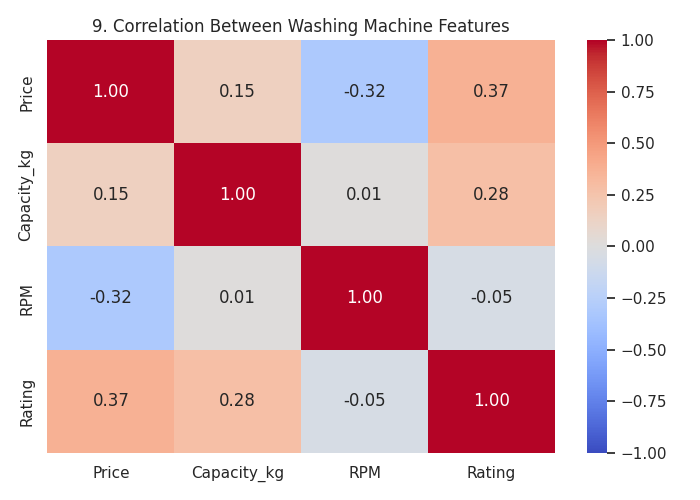 9. Correlation Between Washing Machine Features
Price
1.00
0.15
-0.32
0.37
Capacity_kg
0.15
1.00
0.01
0.28
RPM
-0.32
0.01
1.00
-0.05
Rating
0.37
0.28
-0.05
1.00
Price
Capacity_kg
RPM
Rating
1.00
0.75
0.50
0.25
0.00
−0.25
−0.50
−0.75
−1.00